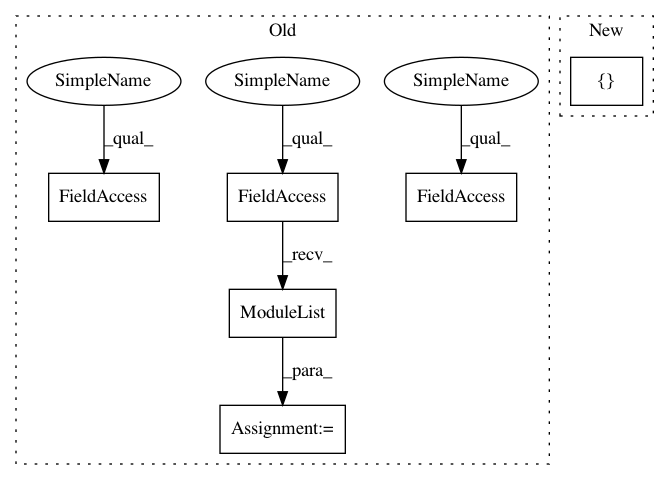 Old
New
SimpleName
SimpleName
SimpleName
{}
_qual_
_qual_
_qual_
FieldAccess
FieldAccess
FieldAccess
_recv_
ModuleList
_para_
Assignment:=